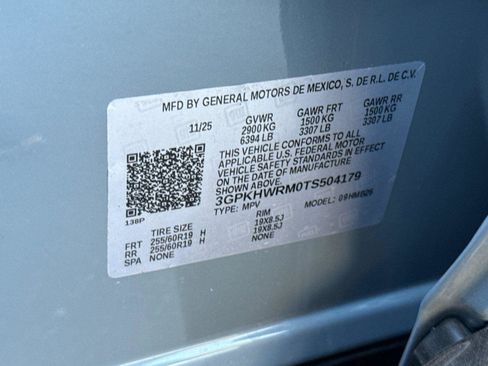 MFD BY GENERAL MOTORS DE MEXICO, S. DE R.L. DE C.V.
11/25 GVWR GAWR FRT GAWR RR
2900 KG 1500 KG 1500 KG
6394 LB 3307 LB 3307 LB
THIS VEHICLE CONFORMS TO ALL
APPLICABLE U.S. FEDERAL MOTOR
VEHICLE SAFETY STANDARDS IN EFFECT
ON THE DATE OF MANUFACTURE
SHOWN ABOVE.
3GPKHWRM0TS504179
TYPE: MPV MODEL: 09HMB26
138P
TIRE SIZE RIM
FRT 255/60R19 H 19X8.5J
RR 255/60R19 H 19X8.5J
SPA NONE NONE